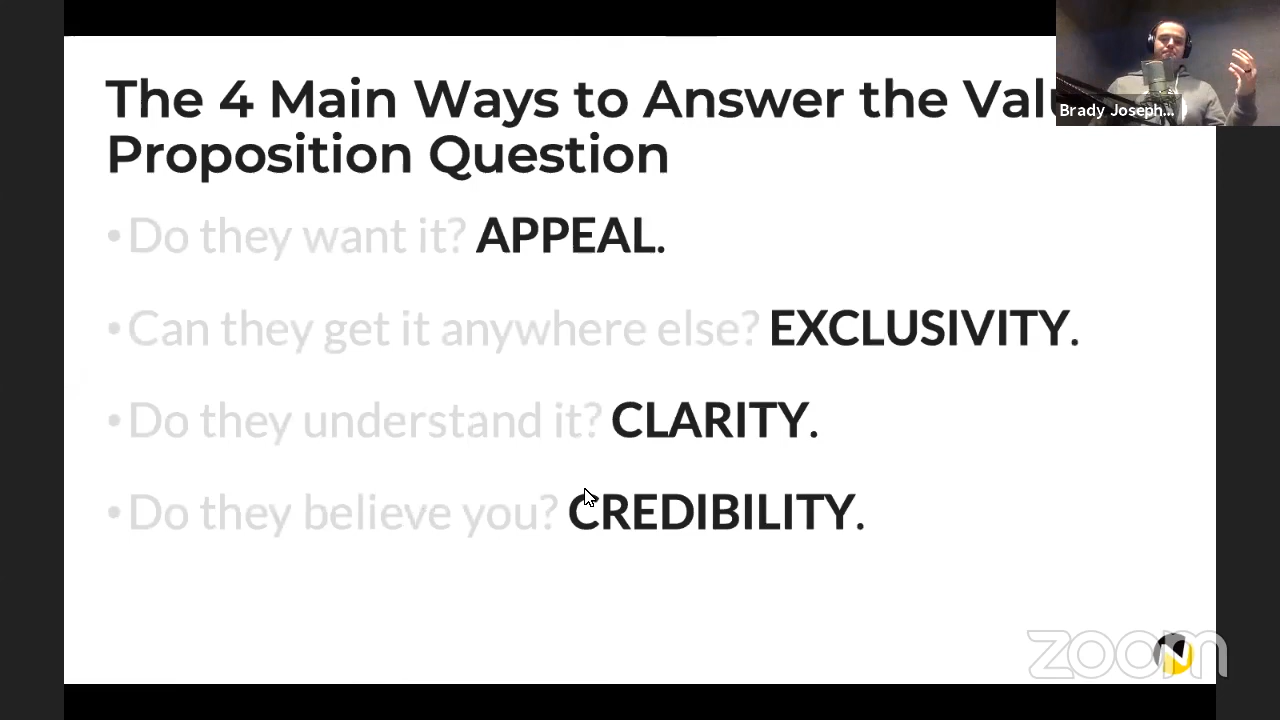 The 4 Main Ways to Answer the Valu
Proposition Question
•Do they want it? APPEAL.
•Can they get it anywhere else? EXCLUSIVITY.
•Do they understand it? CLARITY.
•Do they believe you? CREDIBILITY.
Brady Joseph...
zoom